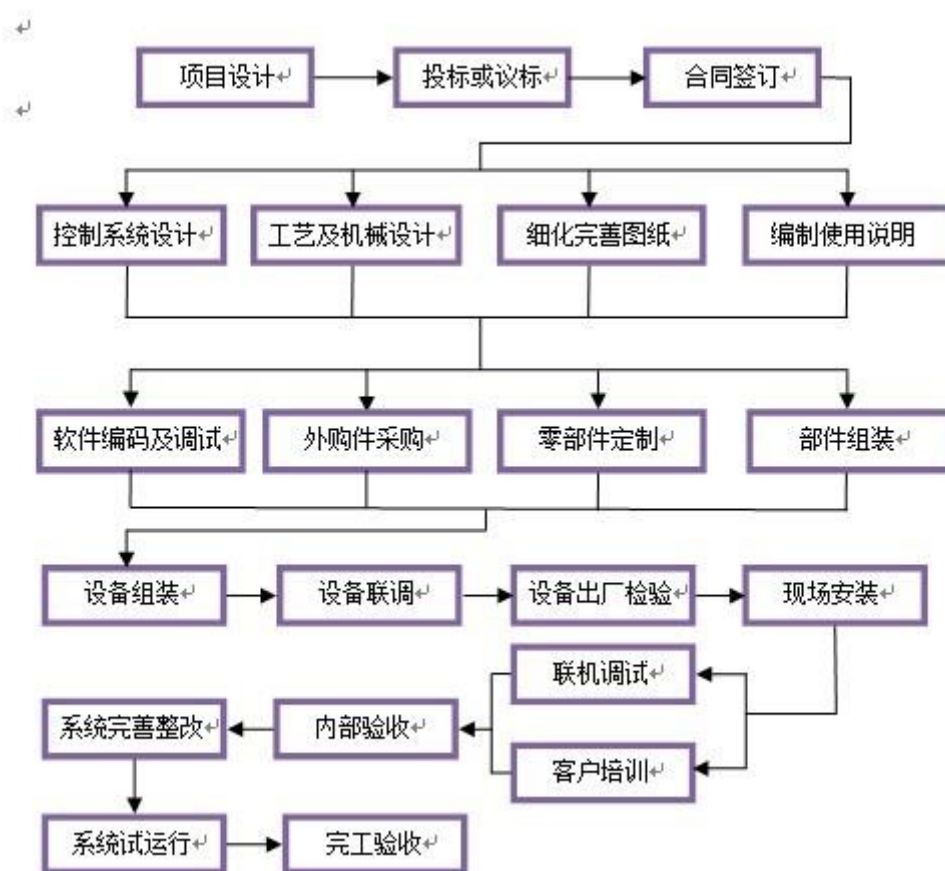 项目设计 投标或议标 合同签订
控制系统设计 工艺及机械设计 细化完善图纸 编制使用说明
软件编码及调试 外购件采购 零部件定制 部件组装
设备组装 设备联调 设备出厂检验 现场安装
联机调试
系统完善整改 内部验收
客户培训
系统试运行 完工验收